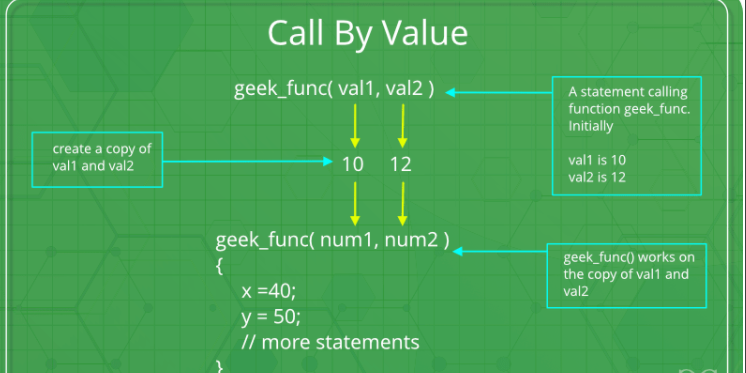 Call By Value
geek_func( val1, val2 )
A statement calling
function geek_func.
Initially
val1 is 10
val2 is 12
create a copy of
val1 and val2
10 12
geek_func( num1, num2 )
{
x =40;
y = 50;
// more statements
}
geek_func() works on
the copy of val1 and
val2